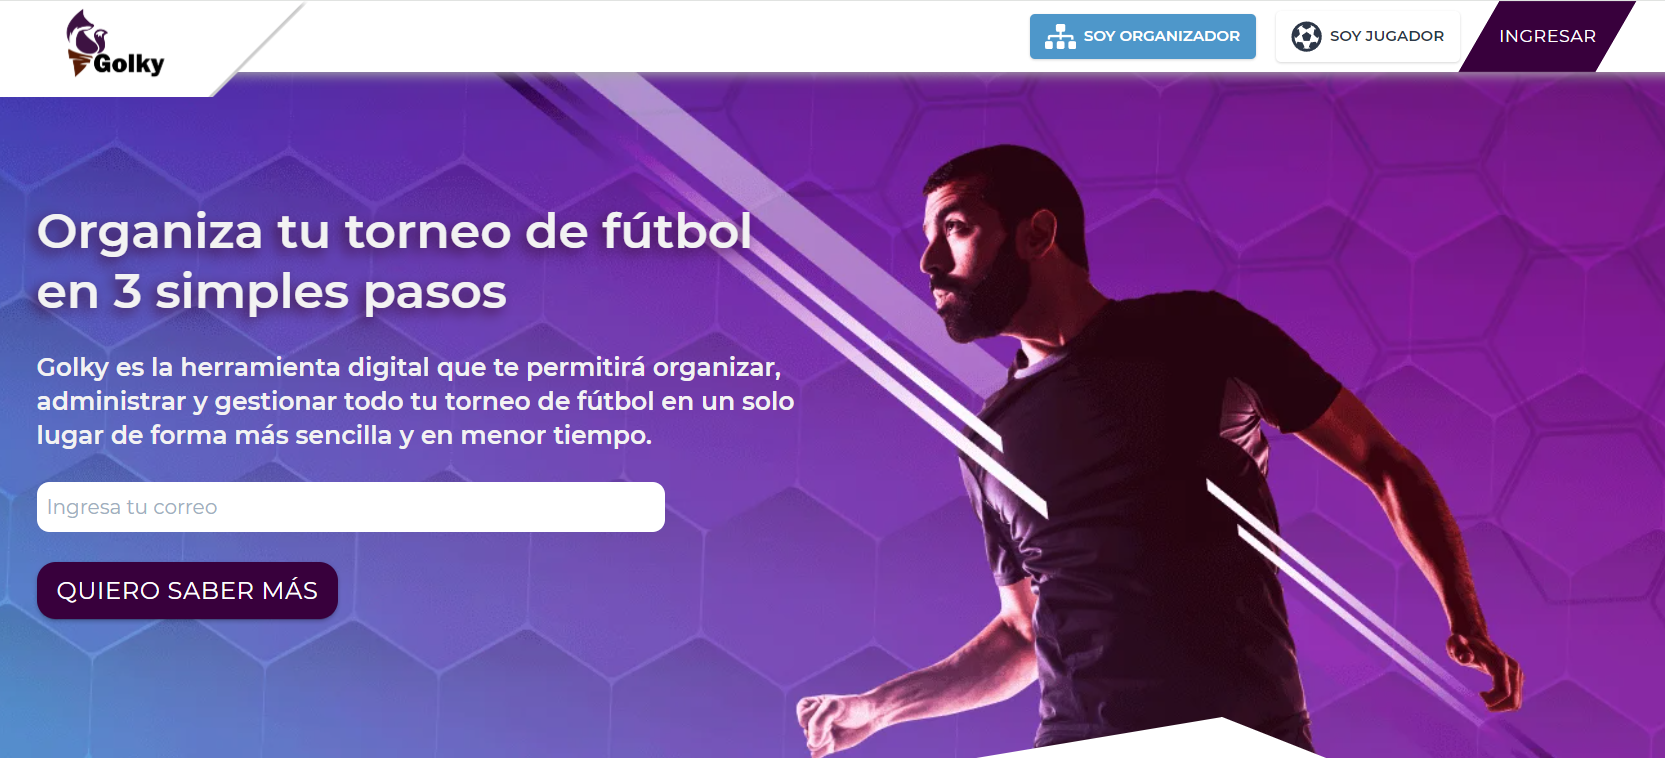 Golky
SOY ORGANIZADOR
SOY JUGADOR
INGRESAR
Organiza tu torneo de fútbol
en 3 simples pasos
Golky es la herramienta digital que te permitirá organizar,
administrar y gestionar todo tu torneo de fútbol en un solo
lugar de forma más sencilla y en menor tiempo.
Ingresa tu correo
QUIERO SABER MÁS